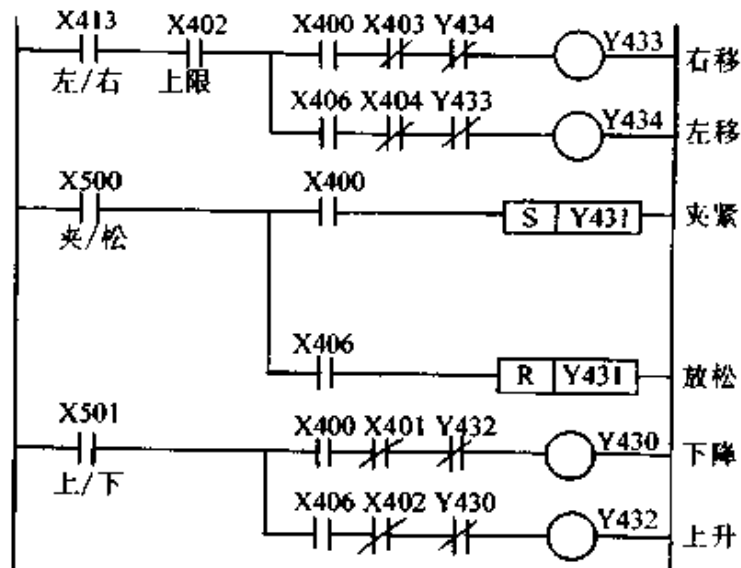 X413 X402 X400 X403 Y434 Y433 右移
左/右 上限
X406 X404 Y433 Y434 左移
X500 X400
夹/松 S Y431 夹紧
X406
R Y431 放松
X501 X400 X401 Y432 Y430 下降
上/下
X406 X402 Y430 Y432 上升